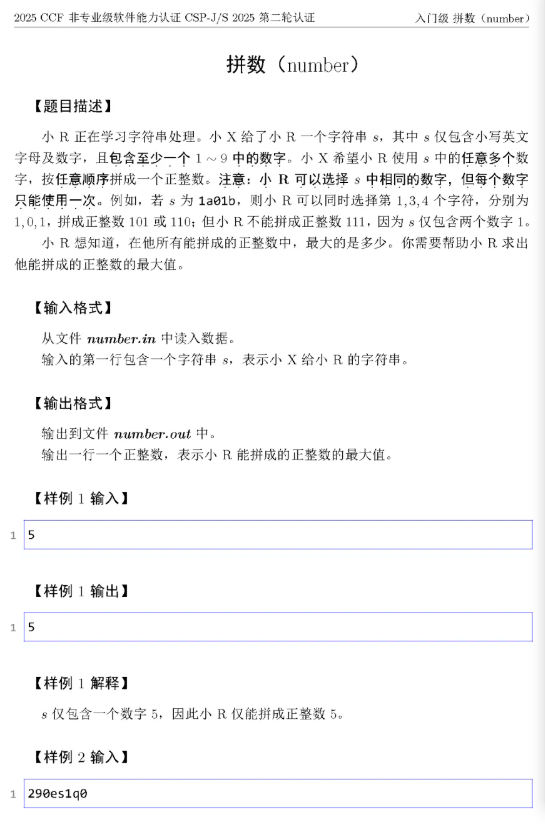 2025 CCF 非专业级软件能力认证 CSP-J/S 2025 第二轮认证 入门级 拼数（number）
拼数（number）
【题目描述】
小 R 正在学习字符串处理。小 X 给了小 R 一个字符串 s，其中 s 仅包含小写英文
字母及数字，且包含至少一个 1 ~ 9 中的数字。小 X 希望小 R 使用 s 中的任意多个数
字，按任意顺序拼成一个正整数。注意：小 R 可以选择 s 中相同的数字，但每个数字
只能使用一次。例如，若 s 为 1a01b，则小 R 可以同时选择第 1,3,4 个字符，分别为
1,0,1，拼成正整数 101 或 110；但小 R 不能拼成正整数 111，因为 s 仅包含两个数字 1。
小 R 想知道，在他所有能拼成的正整数中，最大的是多少。你需要帮助小 R 求出
他能拼成的正整数的最大值。
【输入格式】
从文件 number.in 中读入数据。
输入的第一行包含一个字符串 s，表示小 X 给小 R 的字符串。
【输出格式】
输出到文件 number.out 中。
输出一行一个正整数，表示小 R 能拼成的正整数的最大值。
【样例 1 输入】
1 5
【样例 1 输出】
1 5
【样例 1 解释】
s 仅包含一个数字 5，因此小 R 仅能拼成正整数 5。
【样例 2 输入】
1 290es1q0